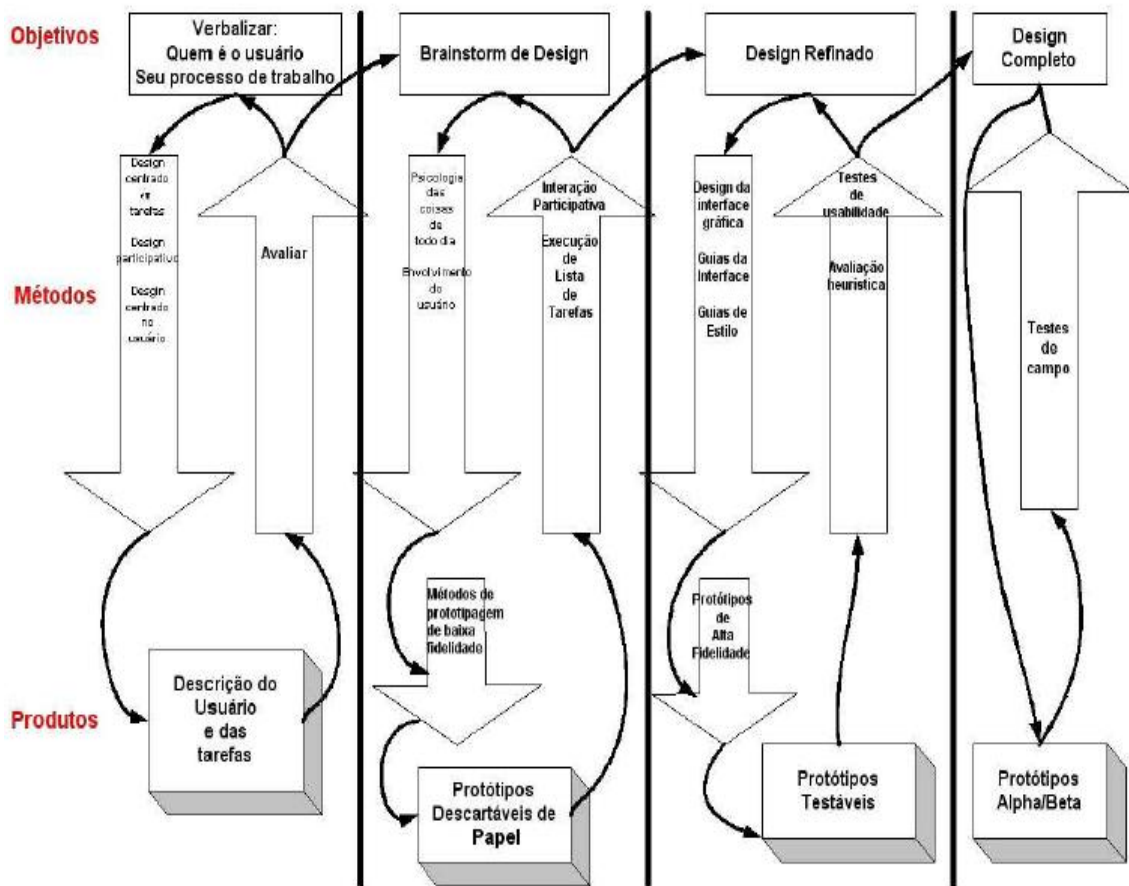 Objetivos
Verbalizar:
Quem é o usuário
Seu processo de trabalho
Brainstorm de Design
Design Refinado
Design
Completo
Métodos
Design
centrado
em
tarefas
Design
participativo
Desgin
centrado
no
usuário
Avaliar
Psicologia
das
coisas
de
todo dia
Envolvimento
do
usuário
Interação
Participativa
Execução
de
Lista
de
Tarefas
Design da
interface
gráfica
Guias da
Interface
Guias de
Estilo
Testes
de
usabilidade
Avaliação
heurística
Testes
de
campo
Métodos de
prototipagem
de baixa
fidelidade
Protótipos
de
Alta
Fidelidade
Produtos
Descrição do
Usuário
e das
tarefas
Protótipos
Descartáveis de
Papel
Protótipos
Testáveis
Protótipos
Alpha/Beta